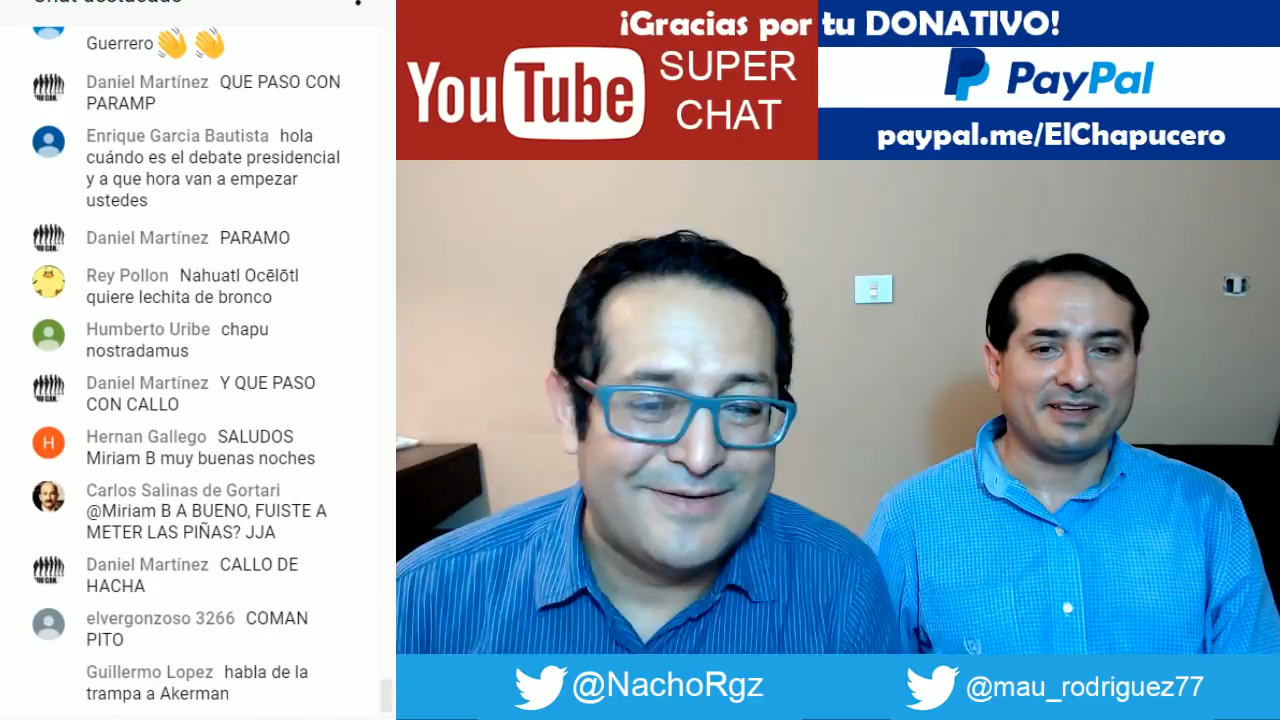 Chat destacado
Guerrero
Daniel Martínez QUE PASO CON
PARAMP
Enrique Garcia Bautista hola
cuándo es el debate presidencial
y a que hora van a empezar
ustedes
Daniel Martínez PARAMO
Rey Pollon Nahuatl Ocēlōtl
quiere lechita de bronco
Humberto Uribe chapu
nostradamus
Daniel Martínez Y QUE PASO
CON CALLO
Hernan Gallego SALUDOS
Miriam B muy buenas noches
Carlos Salinas de Gortari
@Miriam B A BUENO, FUISTE A
METER LAS PIÑAS? JJA
Daniel Martínez CALLO DE
HACHA
elvergonzoso 3266 COMAN
PITO
Guillermo Lopez habla de la
trampa a Akerman
¡Gracias por tu DONATIVO!
YouTube
SUPER
CHAT
PayPal
paypal.me/ElChapucero
@NachoRgz
@mau_rodriguez77